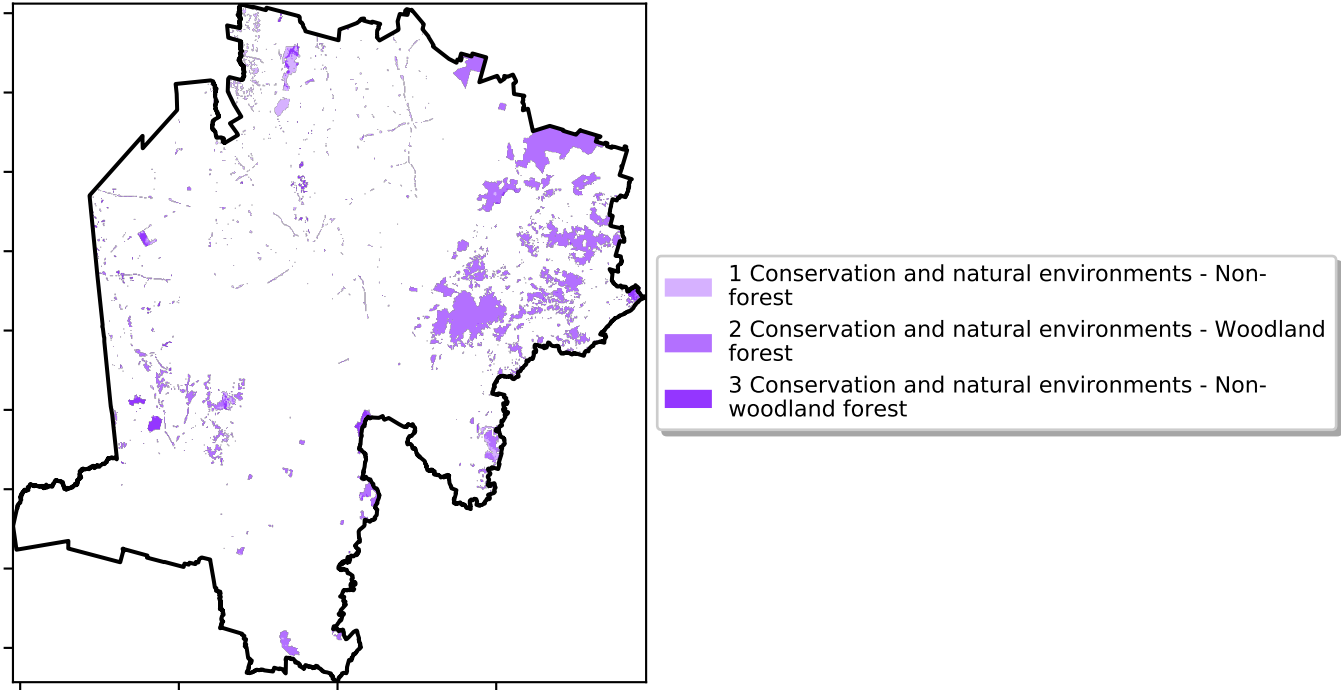 1 Conservation and natural environments - Non-
forest
2 Conservation and natural environments - Woodland
forest
3 Conservation and natural environments - Non-
woodland forest